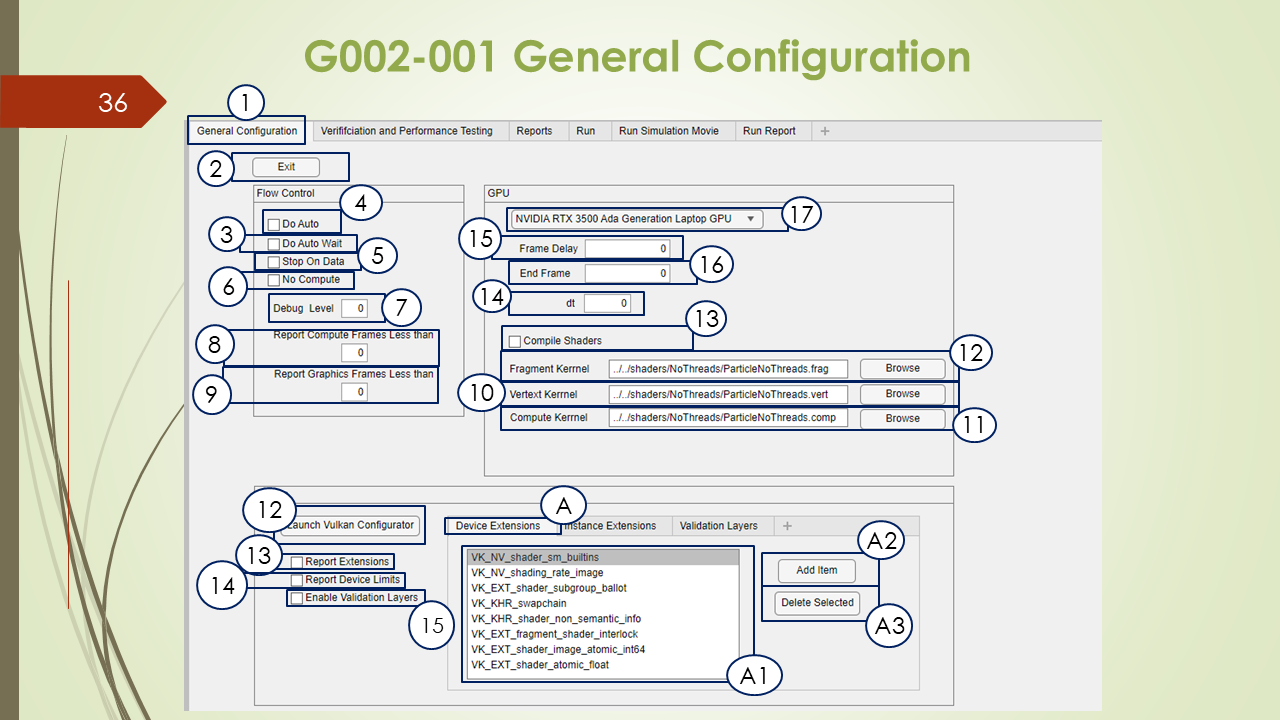 G002-001 General Configuration
36
1
General Configuration
Verififciation and Performance Testing
Reports
Run
Run Simulation Movie
Run Report
+
2
Exit
Flow Control
4
Do Auto
3
Do Auto Wait
5
Stop On Data
6
No Compute
7
Debug Level
0
8
Report Compute Frames Less than
0
9
Report Graphics Frames Less than
0
GPU
NVIDIA RTX 3500 Ada Generation Laptop GPU
17
15
Frame Delay
0
16
End Frame
0
14
dt
0
13
Compile Shaders
12
Fragment Kerrnel
../../shaders/NoThreads/ParticleNoThreads.frag
Browse
10
Vertext Kerrnel
../../shaders/NoThreads/ParticleNoThreads.vert
Browse
Compute Kerrnel
../../shaders/NoThreads/ParticleNoThreads.comp
Browse
11
12
Launch Vulkan Configurator
13
Report Extensions
14
Report Device Limits
Enable Validation Layers
15
A
Device Extensions
Instance Extensions
Validation Layers
+
VK_NV_shader_sm_builtins
VK_NV_shading_rate_image
VK_EXT_shader_subgroup_ballot
VK_KHR_swapchain
VK_KHR_shader_non_semantic_info
VK_EXT_fragment_shader_interlock
VK_EXT_shader_image_atomic_int64
VK_EXT_shader_atomic_float
A1
A2
Add Item
Delete Selected
A3